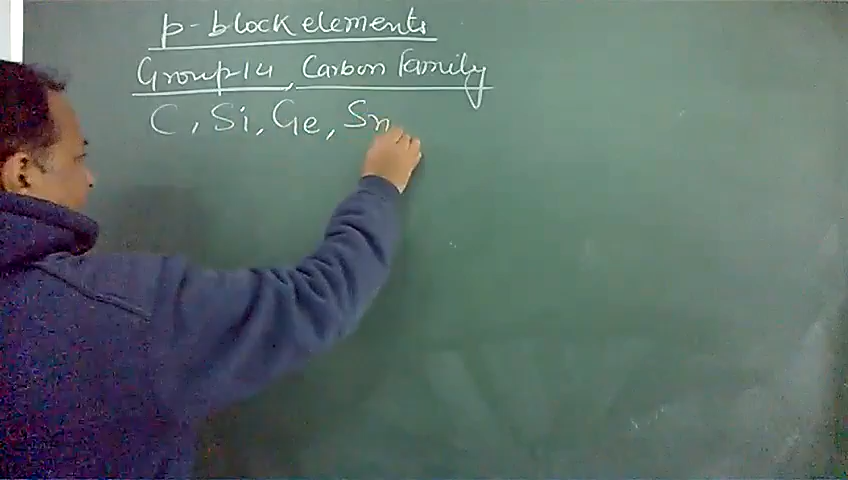 p-block elements
Group 14, Carbon Family
C, Si, Ge, Sn